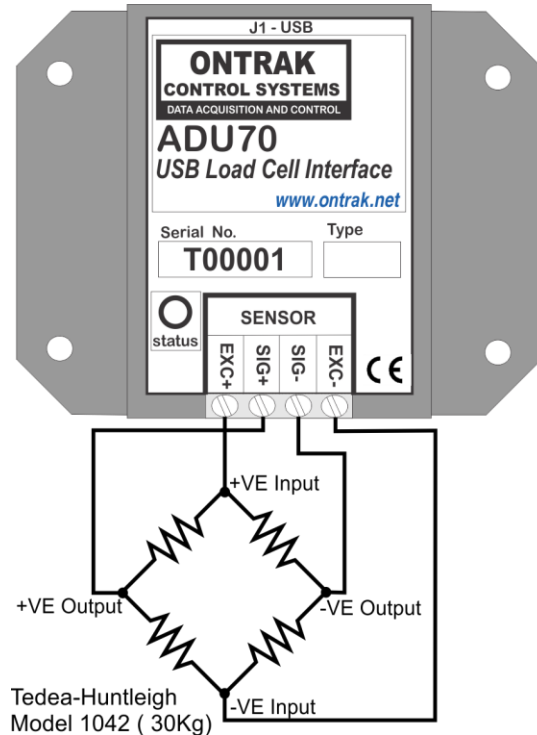 J1 - USB
ONTRAK
CONTROL SYSTEMS
DATA ACQUISITION AND CONTROL
ADU70
USB Load Cell Interface
www.ontrak.net
Serial No.
Type
T00001
status
SENSOR
EXC+
SIG+
SIG-
EXC-
CE
+VE Input
+VE Output
-VE Output
-VE Input
Tedea-Huntleigh
Model 1042 ( 30Kg)